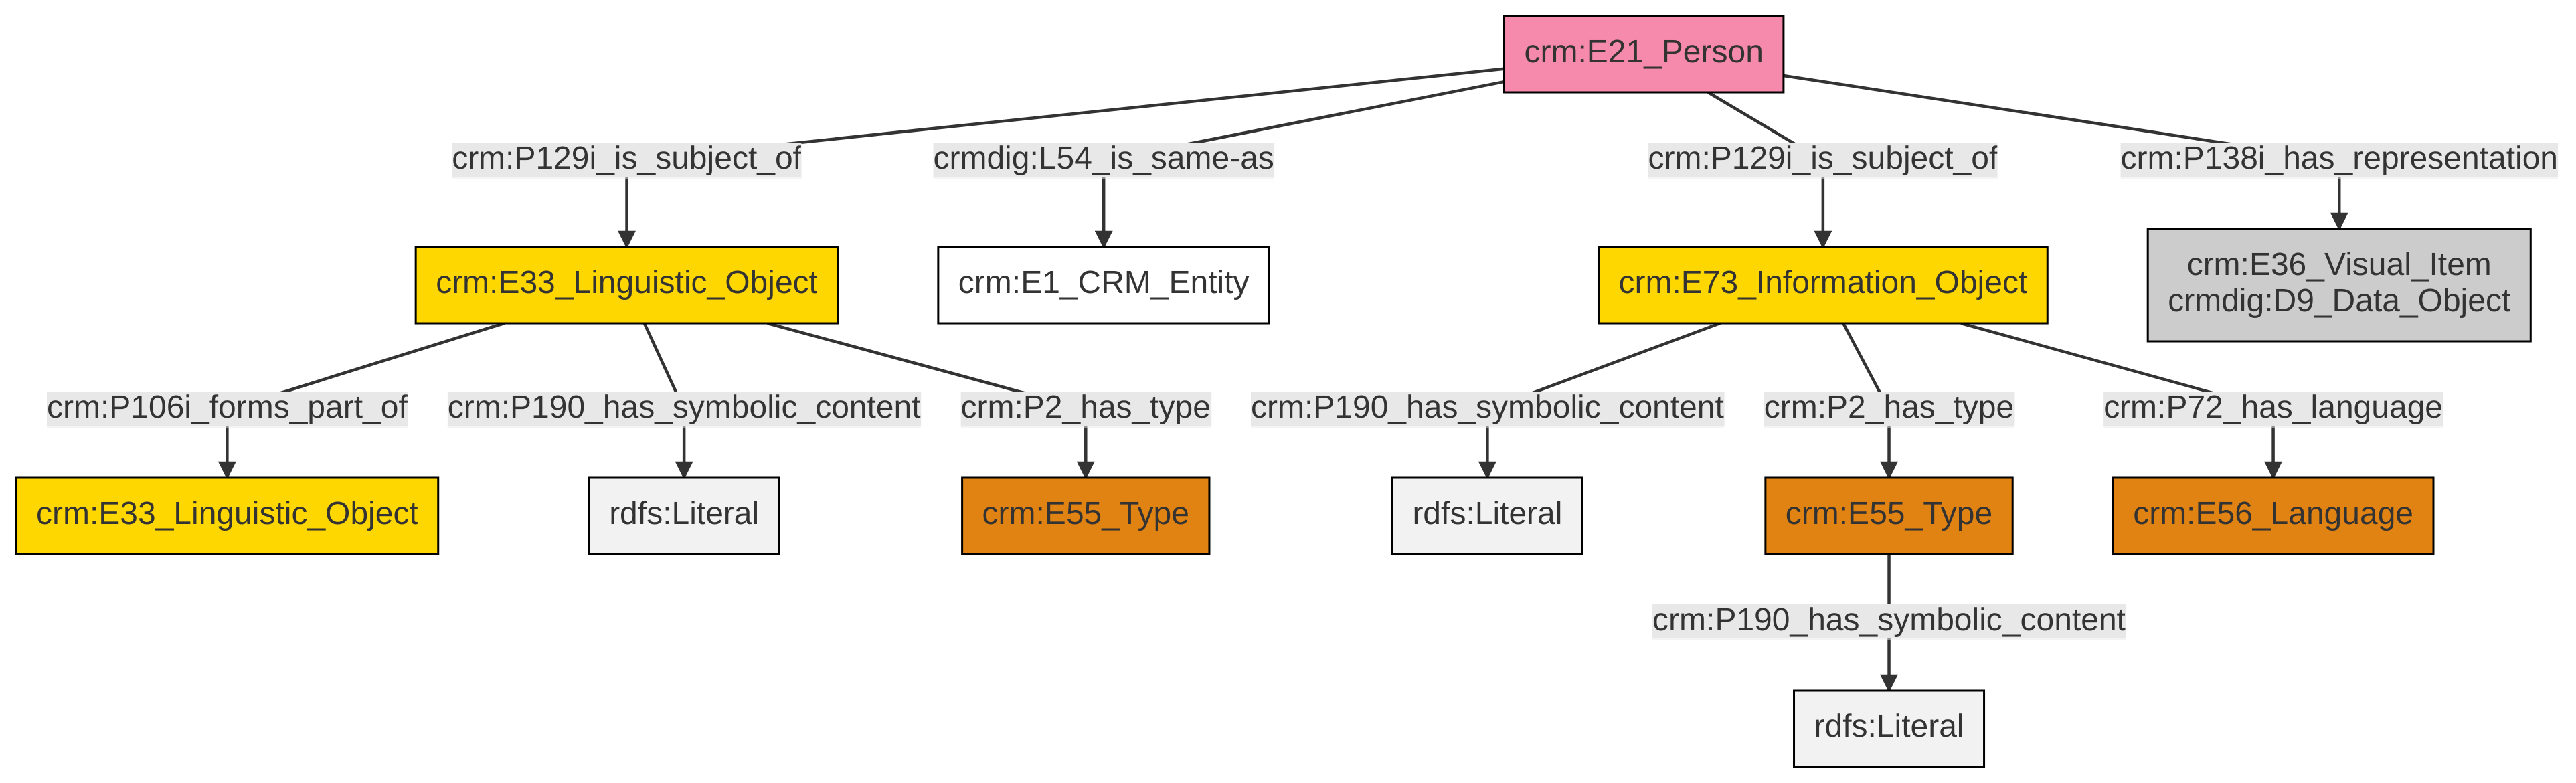 crm:E21_Person
crm:P129i_is_subject_of
crmdig:L54_is_same-as
crm:P129i_is_subject_of
crm:P138i_has_representation
crm:E33_Linguistic_Object
crm:E1_CRM_Entity
crm:E73_Information_Object
crm:E36_Visual_Item
crmdig:D9_Data_Object
crm:P106i_forms_part_of
crm:P190_has_symbolic_content
crm:P2_has_type
crm:P190_has_symbolic_content
crm:P2_has_type
crm:P72_has_language
crm:E33_Linguistic_Object
rdfs:Literal
crm:E55_Type
rdfs:Literal
crm:E55_Type
crm:E56_Language
crm:P190_has_symbolic_content
rdfs:Literal